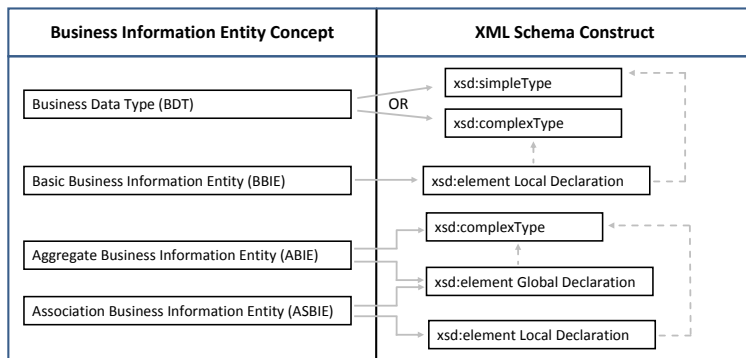 Business Information Entity Concept
XML Schema Construct
Business Data Type (BDT)
OR
xsd:simpleType
xsd:complexType
Basic Business Information Entity (BBIE)
xsd:element Local Declaration
xsd:complexType
Aggregate Business Information Entity (ABIE)
xsd:element Global Declaration
Association Business Information Entity (ASBIE)
xsd:element Local Declaration